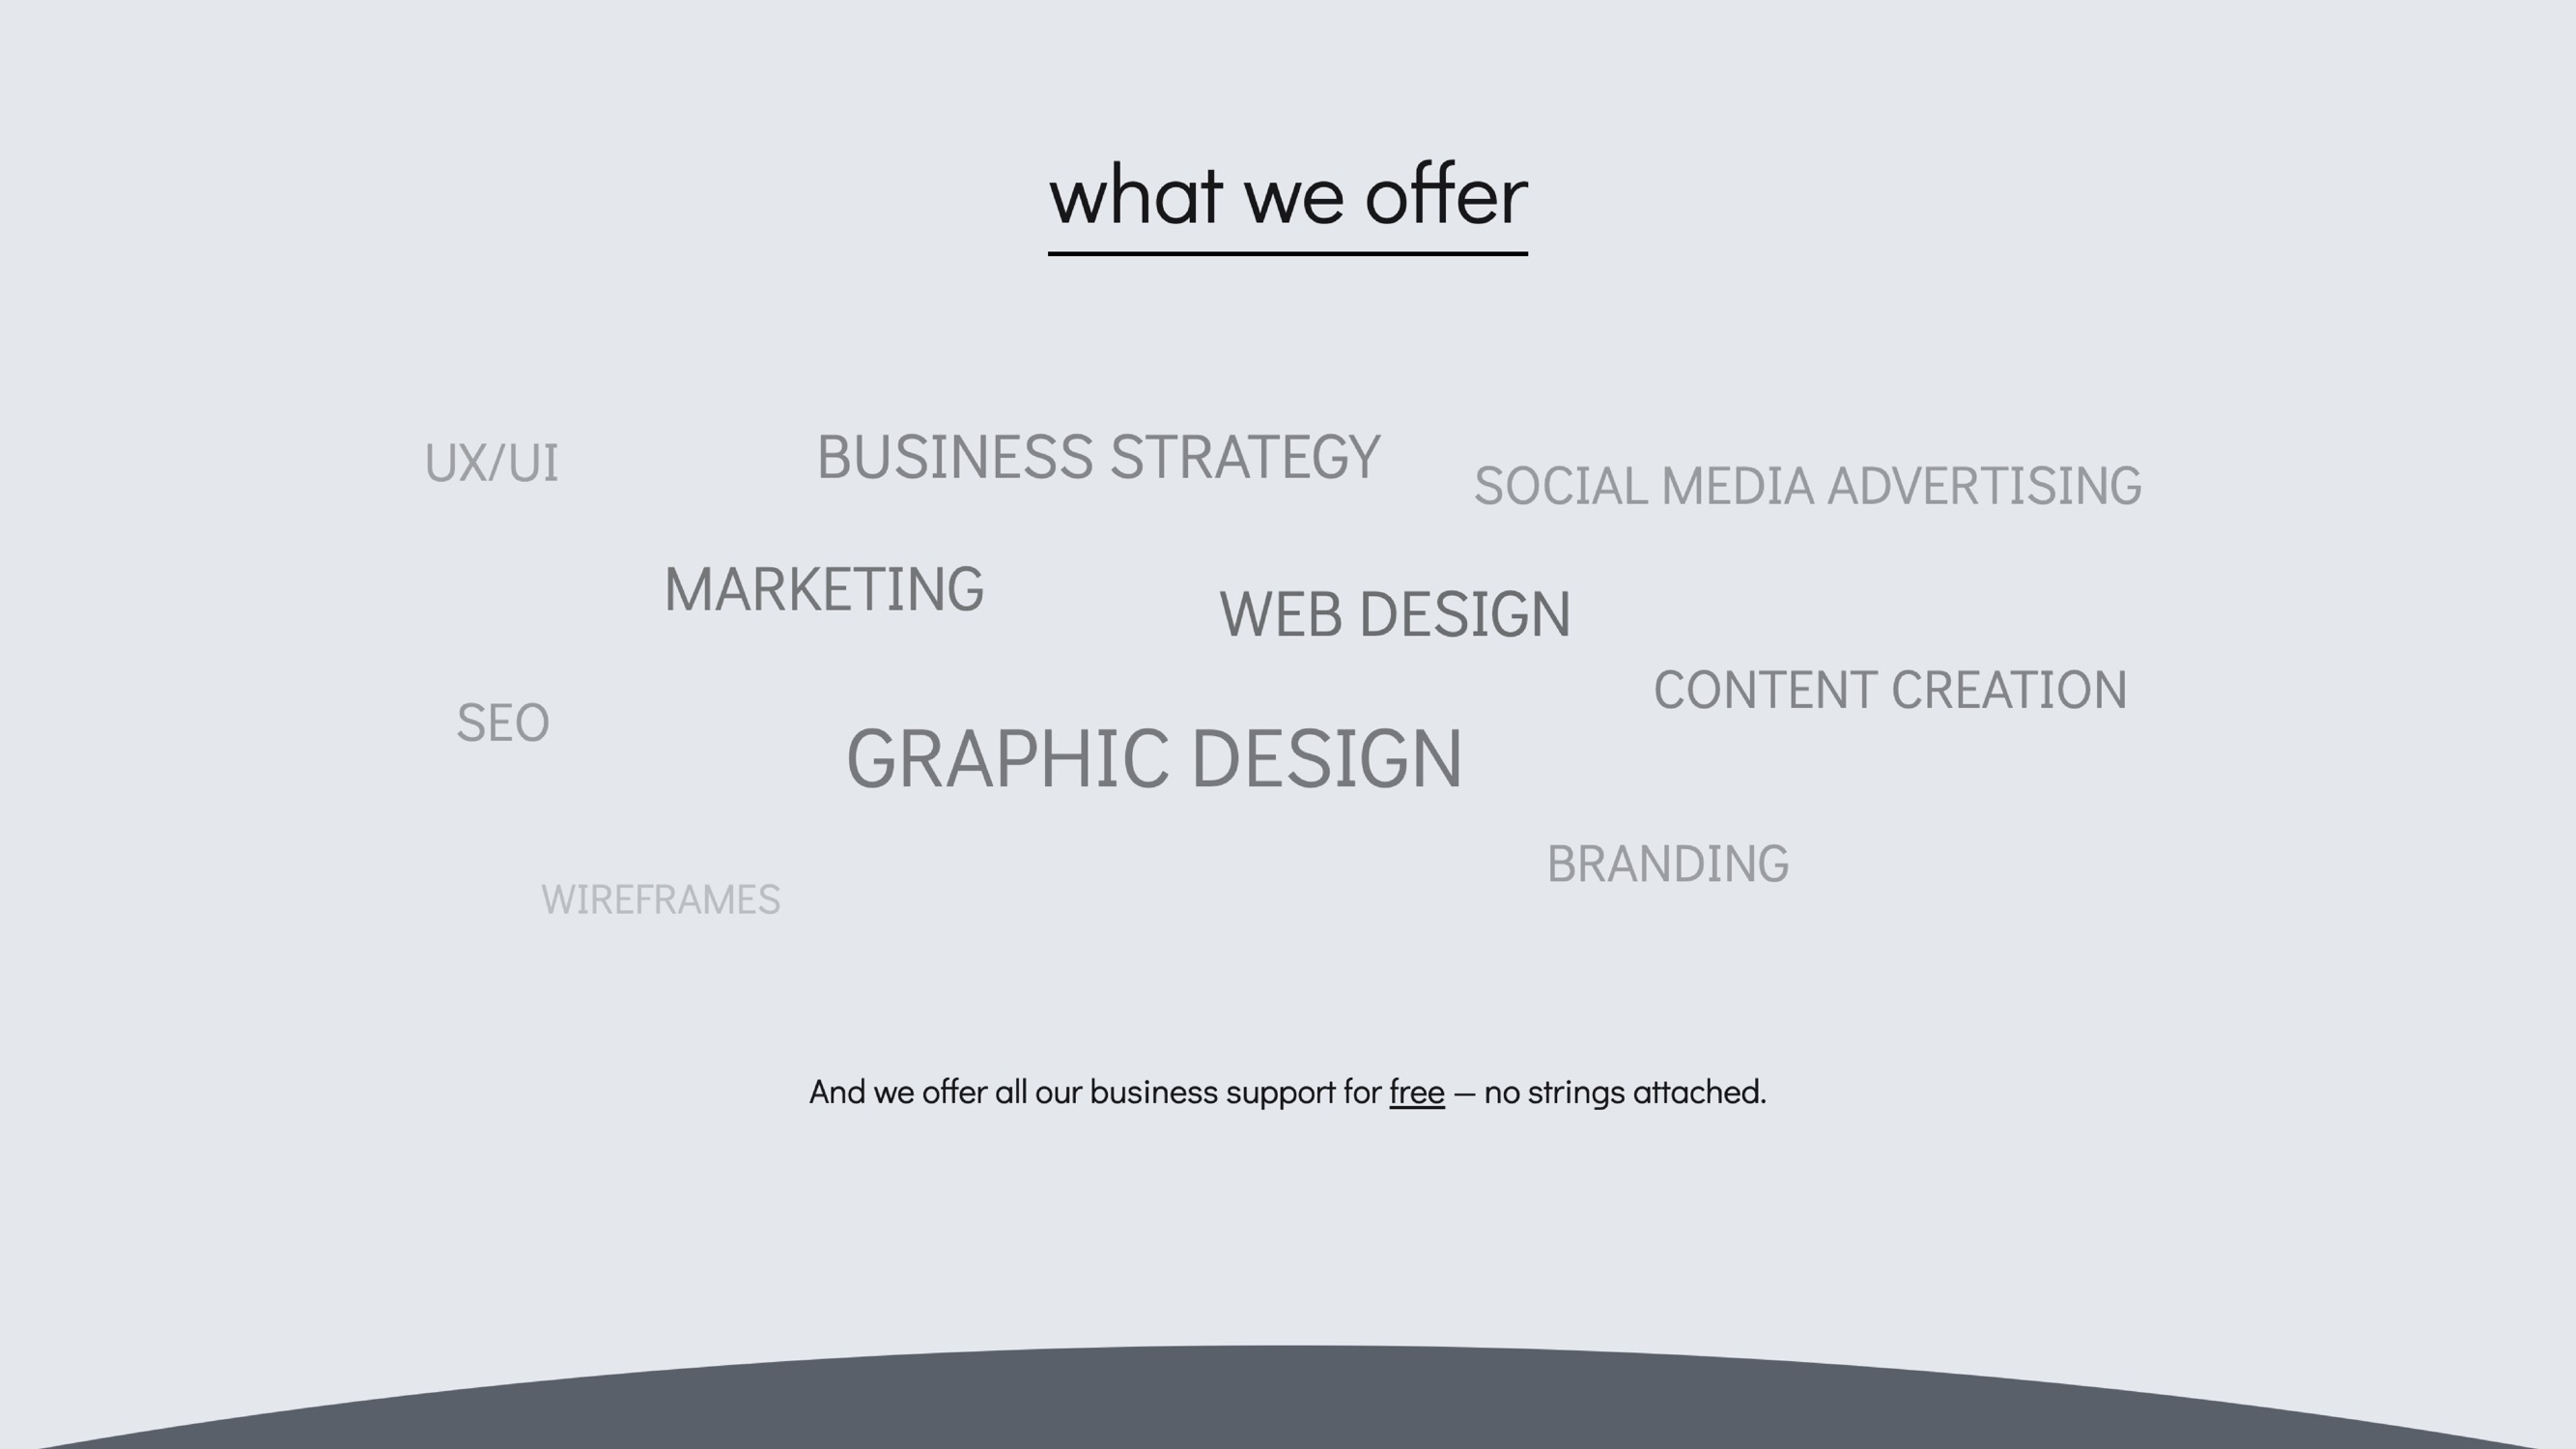 what we offer
UX/UI
BUSINESS STRATEGY
SOCIAL MEDIA ADVERTISING
MARKETING
WEB DESIGN
CONTENT CREATION
SEO
GRAPHIC DESIGN
BRANDING
WIREFRAMES
And we offer all our business support for free — no strings attached.